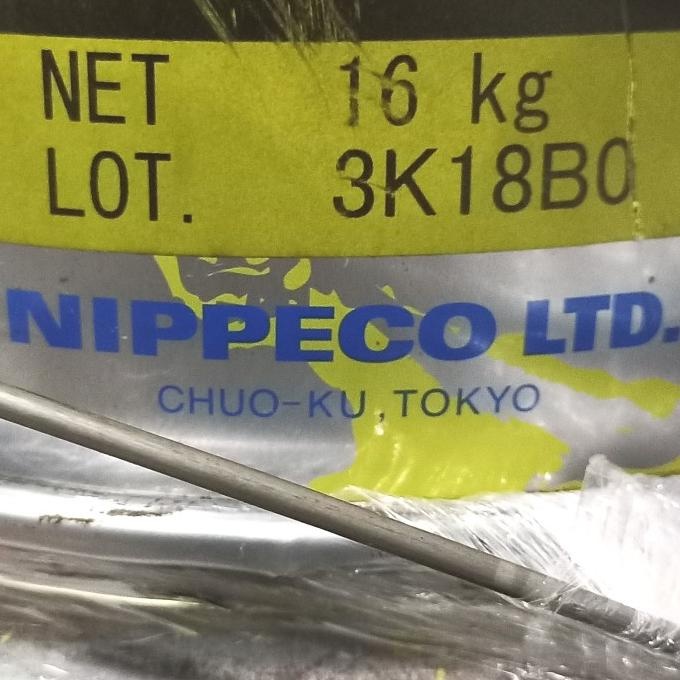 NET 16 kg
LOT. 3K18B0
NIPPECO LTD.
CHUO-KU, TOKYO